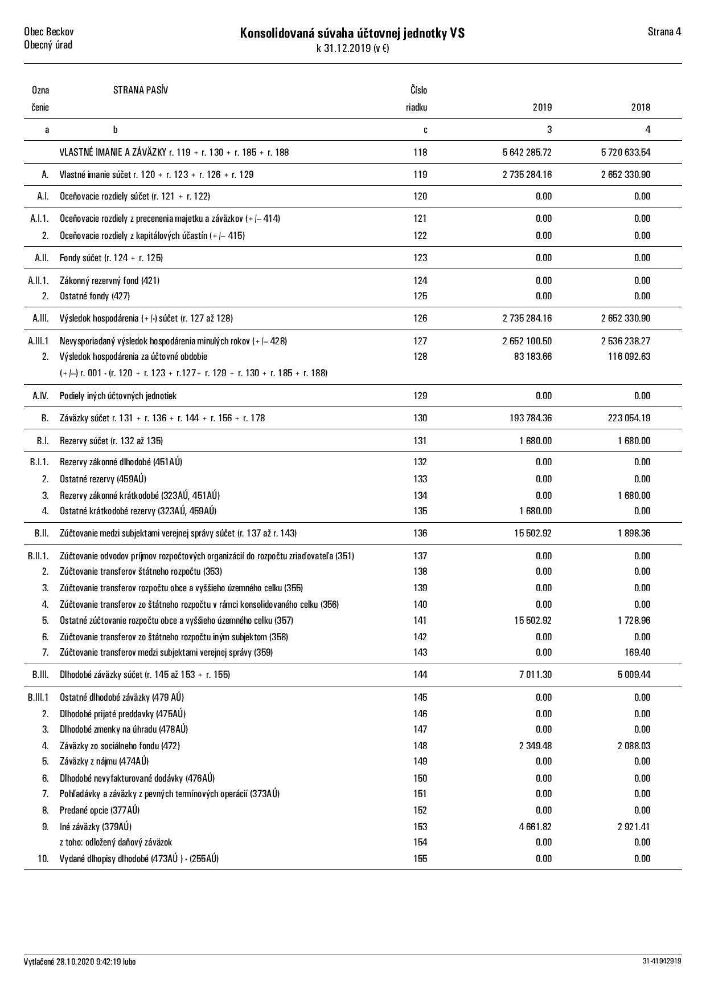 Obec Beckov
Obecný úrad
Konsolidovaná súvaha účtovnej jednotky VS
k 31.12.2019 (v €)
Strana 4
Ozna STRANA PASÍV Číslo
čenie riadku 2019 2018
a b c 3 4
VLASTNÉ IMANIE A ZÁVÄZKY r. 119 + r. 130 + r. 185 + r. 188 118 5 642 285.72 5 720 633.54
A. Vlastné imanie súčet r. 120 + r. 123 + r. 126 + r. 129 119 2 735 284.16 2 652 330.90
A.I. Oceňovacie rozdiely súčet (r. 121 + r. 122) 120 0.00 0.00
A.I.1. Oceňovacie rozdiely z precenenia majetku a záväzkov (+/– 414) 121 0.00 0.00
2. Oceňovacie rozdiely z kapitálových účastín (+/– 415) 122 0.00 0.00
A.II. Fondy súčet (r. 124 + r. 125) 123 0.00 0.00
A.II.1. Zákonný rezervný fond (421) 124 0.00 0.00
2. Ostatné fondy (427) 125 0.00 0.00
A.III. Výsledok hospodárenia (+/-) súčet (r. 127 až 128) 126 2 735 284.16 2 652 330.90
A.III.1 Nevysporiadaný výsledok hospodárenia minulých rokov (+/– 428) 127 2 652 100.50 2 536 238.27
2. Výsledok hospodárenia za účtovné obdobie 128 83 183.66 116 092.63
(+/–) r. 001 - (r. 120 + r. 123 + r.127+ r. 129 + r. 130 + r. 185 + r. 188)
A.IV. Podiely iných účtovných jednotiek 129 0.00 0.00
B. Záväzky súčet r. 131 + r. 136 + r. 144 + r. 156 + r. 178 130 193 784.36 223 054.19
B.I. Rezervy súčet (r. 132 až 135) 131 1 680.00 1 680.00
B.I.1. Rezervy zákonné dlhodobé (451AÚ) 132 0.00 0.00
2. Ostatné rezervy (459AÚ) 133 0.00 0.00
3. Rezervy zákonné krátkodobé (323AÚ, 451AÚ) 134 0.00 1 680.00
4. Ostatné krátkodobé rezervy (323AÚ, 459AÚ) 135 1 680.00 0.00
B.II. Zúčtovanie medzi subjektami verejnej správy súčet (r. 137 až r. 143) 136 15 502.92 1 898.36
B.II.1. Zúčtovanie odvodov príjmov rozpočtových organizácií do rozpočtu zriaďovateľa (351) 137 0.00 0.00
2. Zúčtovanie transferov štátneho rozpočtu (353) 138 0.00 0.00
3. Zúčtovanie transferov rozpočtu obce a vyššieho územného celku (355) 139 0.00 0.00
4. Zúčtovanie transferov zo štátneho rozpočtu v rámci konsolidovaného celku (356) 140 0.00 0.00
5. Ostatné zúčtovanie rozpočtu obce a vyššieho územného celku (357) 141 15 502.92 1 728.96
6. Zúčtovanie transferov zo štátneho rozpočtu iným subjektom (358) 142 0.00 0.00
7. Zúčtovanie transferov medzi subjektami verejnej správy (359) 143 0.00 169.40
B.III. Dlhodobé záväzky súčet (r. 145 až 153 + r. 155) 144 7 011.30 5 009.44
B.III.1 Ostatné dlhodobé záväzky (479 AÚ) 145 0.00 0.00
2. Dlhodobé prijaté preddavky (475AÚ) 146 0.00 0.00
3. Dlhodobé zmenky na úhradu (478AÚ) 147 0.00 0.00
4. Záväzky zo sociálneho fondu (472) 148 2 349.48 2 088.03
5. Záväzky z nájmu (474AÚ) 149 0.00 0.00
6. Dlhodobé nevyfakturované dodávky (476AÚ) 150 0.00 0.00
7. Pohľadávky a záväzky z pevných termínových operácií (373AÚ) 151 0.00 0.00
8. Predané opcie (377AÚ) 152 0.00 0.00
9. Iné záväzky (379AÚ) 153 4 661.82 2 921.41
z toho: odložený daňový záväzok 154 0.00 0.00
10. Vydané dlhopisy dlhodobé (473AÚ ) - (255AÚ) 155 0.00 0.00
Vytlačené 28.10.2020 9:42:19 lubo
31-41942919